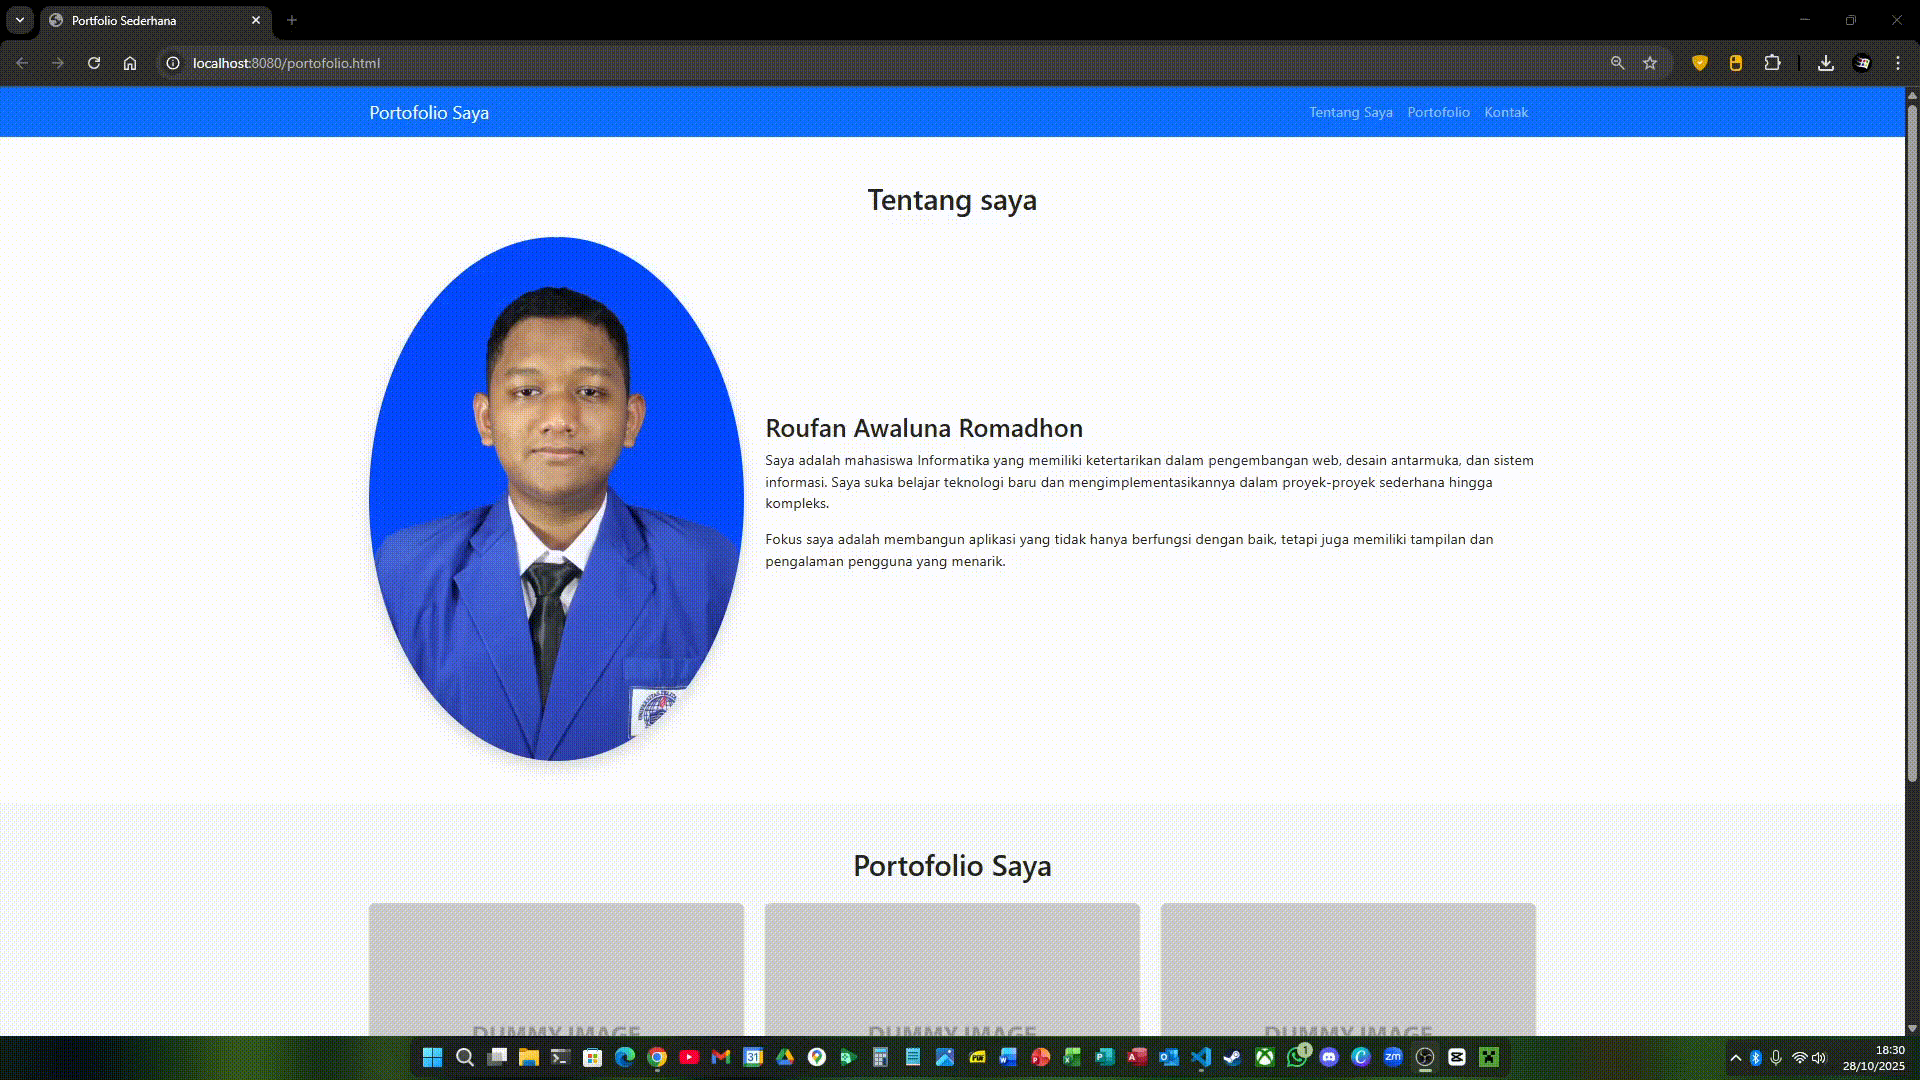 Portfolio Sederhana
localhost:8080/portofolio.html
Portofolio Saya
Tentang Saya Portofolio Kontak
Tentang saya
Roufan Awaluna Romadhon
Saya adalah mahasiswa Informatika yang memiliki ketertarikan dalam pengembangan web, desain antarmuka, dan sistem
informasi. Saya suka belajar teknologi baru dan mengimplementasikannya dalam proyek-proyek sederhana hingga
kompleks.
Fokus saya adalah membangun aplikasi yang tidak hanya berfungsi dengan baik, tetapi juga memiliki tampilan dan
pengalaman pengguna yang menarik.
Portofolio Saya
DUMMY IMAGE DUMMY IMAGE DUMMY IMAGE
31
zm
1
18:30
28/10/2025